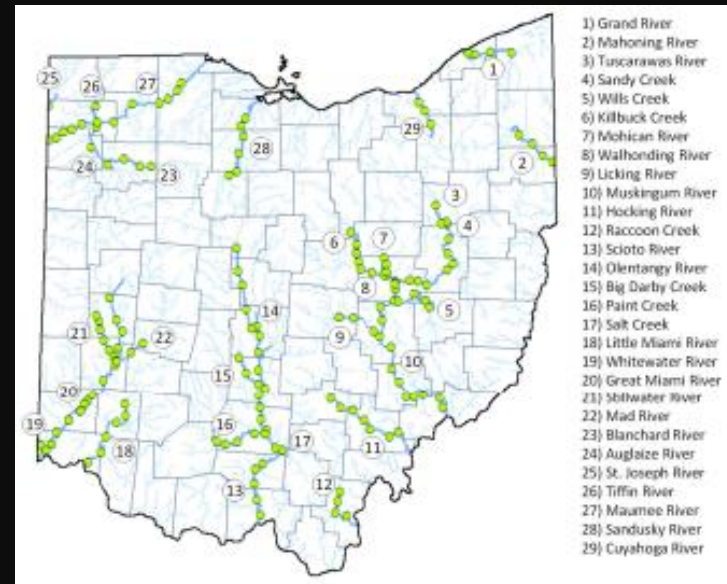 1) Grand River
2) Mahoning River
3) Tuscarawas River
4) Sandy Creek
5) Wills Creek
6) Killbuck Creek
7) Mohican River
8) Walhonding River
9) Licking River
10) Muskingum River
11) Hocking River
12) Raccoon Creek
13) Scioto River
14) Olentangy River
15) Big Darby Creek
16) Paint Creek
17) Salt Creek
18) Little Miami River
19) Whitewater River
20) Great Miami River
21) Stillwater River
22) Mad River
23) Blanchard River
24) Auglaize River
25) St. Joseph River
26) Tiffin River
27) Maumee River
28) Sandusky River
29) Cuyahoga River
25
26
27
1
29
28
2
24
23
3
4
6
7
8
5
14
9
21
22
15
10
20
16
17
11
19
18
13
12